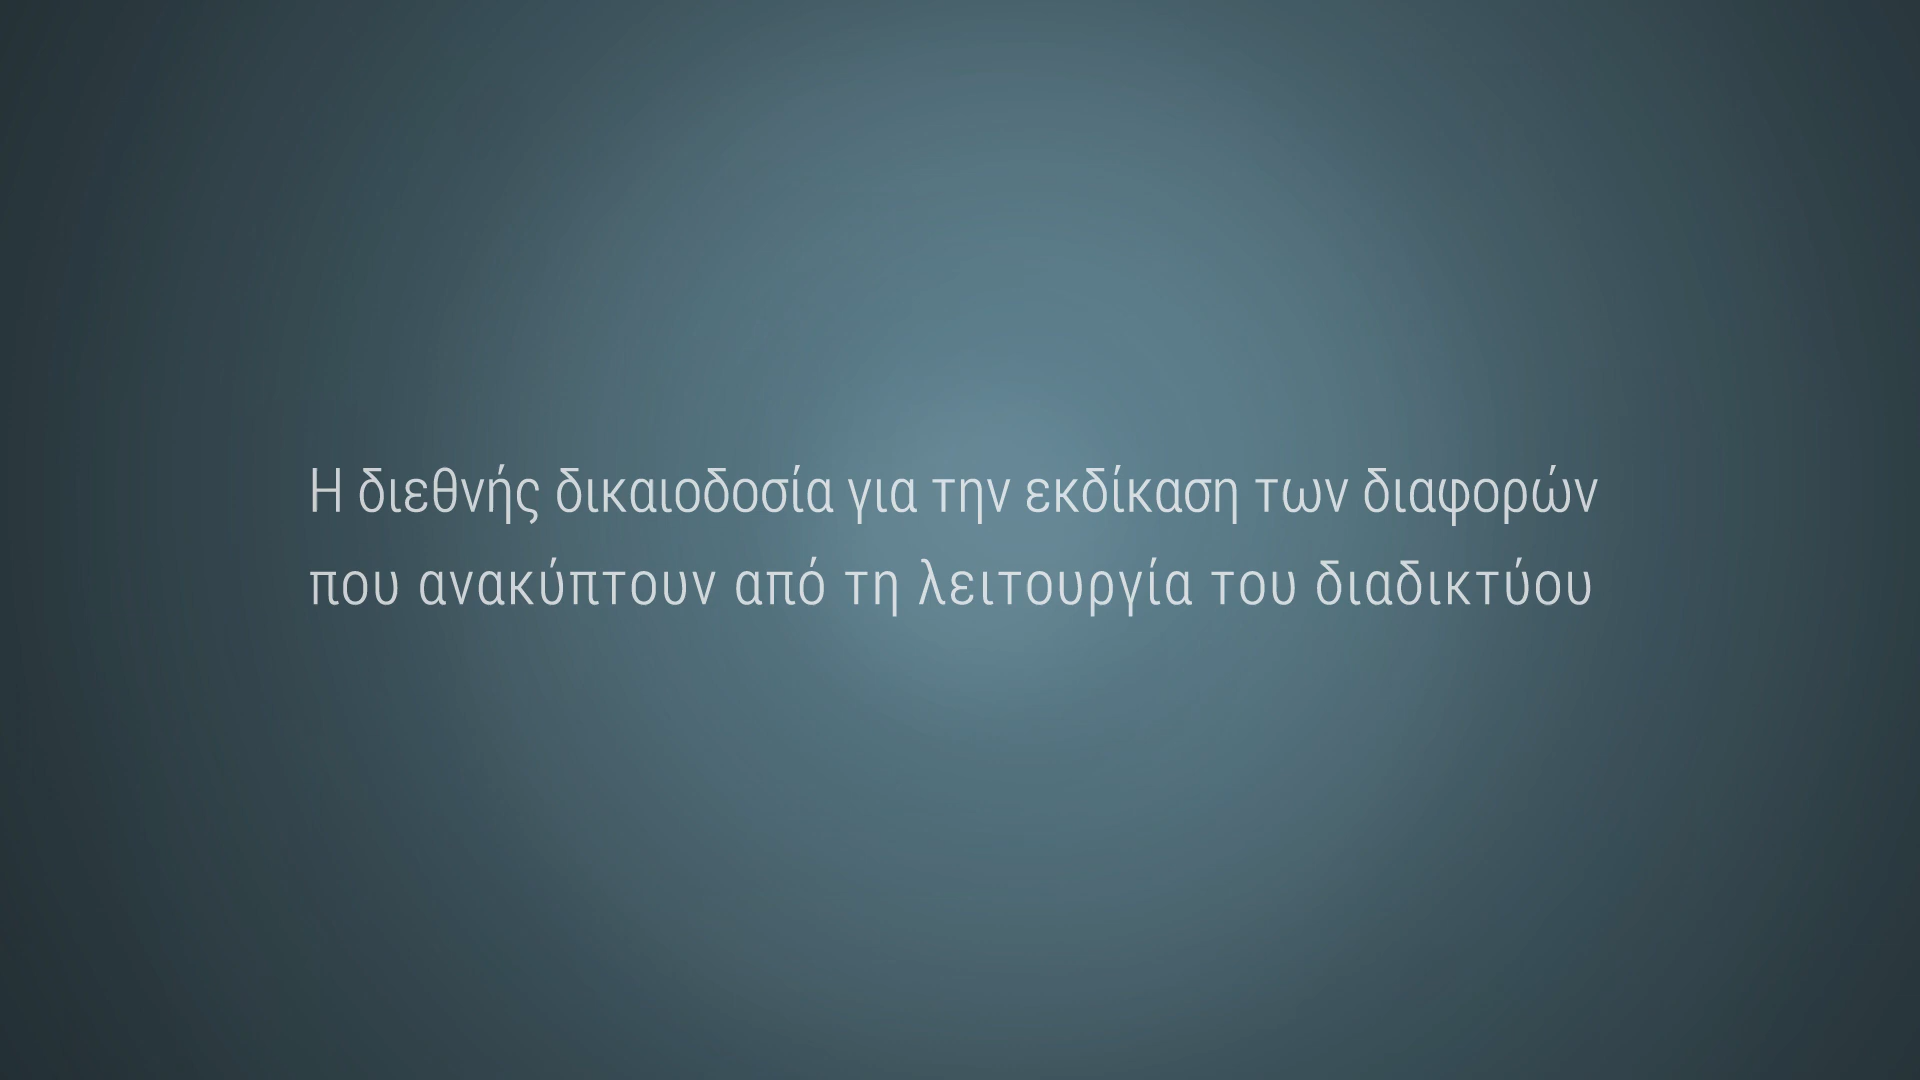 Η διεθνής δικαιοδοσία για την εκδίκαση των διαφορών
που ανακύπτουν από τη λειτουργία του διαδικτύου